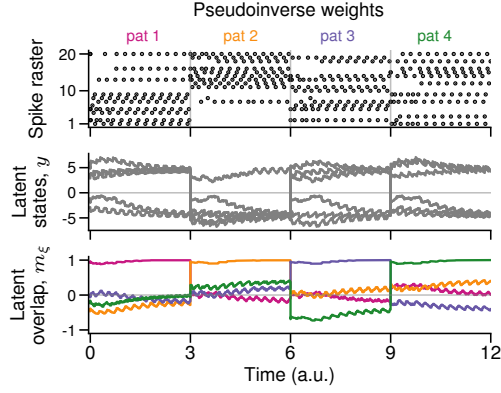 Pseudoinverse weights
pat 1 pat 2 pat 3 pat 4
Spike raster
20
10
1
Latent
states, y
5
0
-5
Latent
overlap, mξ
1
0
-1
0 3 6 9 12
Time (a.u.)